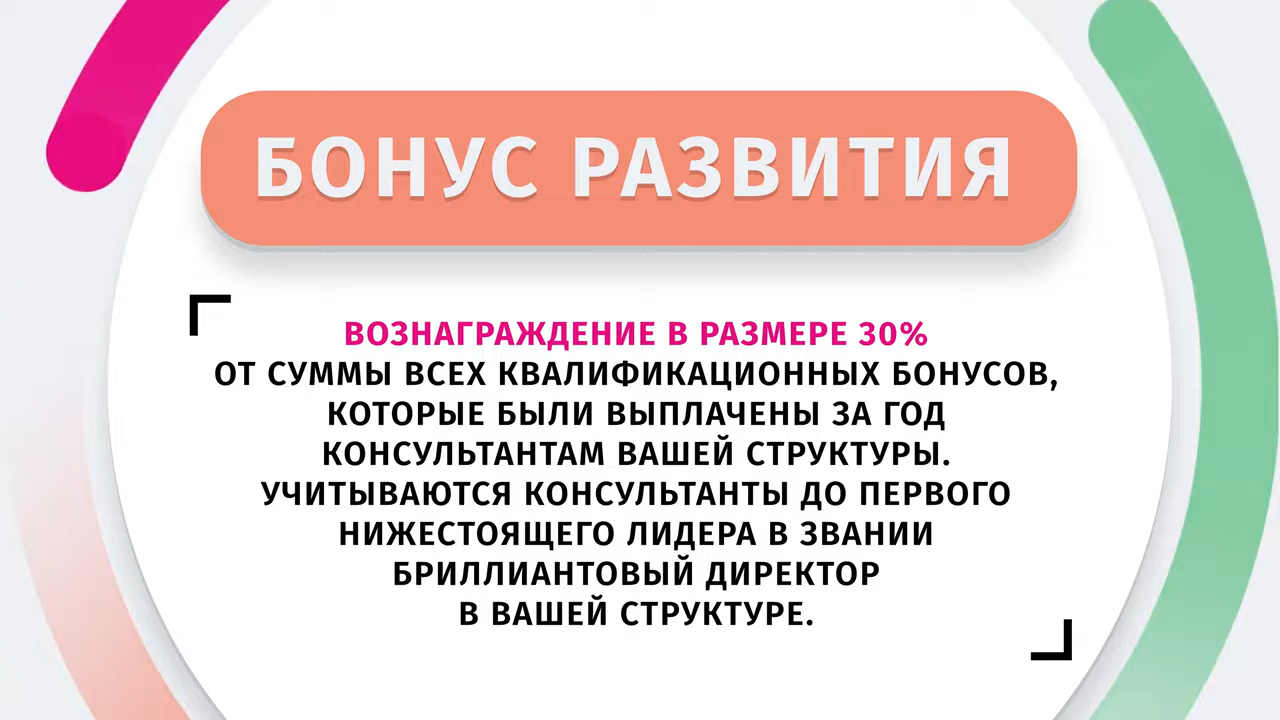 БОНУС РАЗВИТИЯ
ВОЗНАГРАЖДЕНИЕ В РАЗМЕРЕ 30%
ОТ СУММЫ ВСЕХ КВАЛИФИКАЦИОННЫХ БОНУСОВ,
КОТОРЫЕ БЫЛИ ВЫПЛАЧЕНЫ ЗА ГОД
КОНСУЛЬТАНТАМ ВАШЕЙ СТРУКТУРЫ.
УЧИТЫВАЮТСЯ КОНСУЛЬТАНТЫ ДО ПЕРВОГО
НИЖЕСТОЯЩЕГО ЛИДЕРА В ЗВАНИИ
БРИЛЛИАНТОВЫЙ ДИРЕКТОР
В ВАШЕЙ СТРУКТУРЕ.